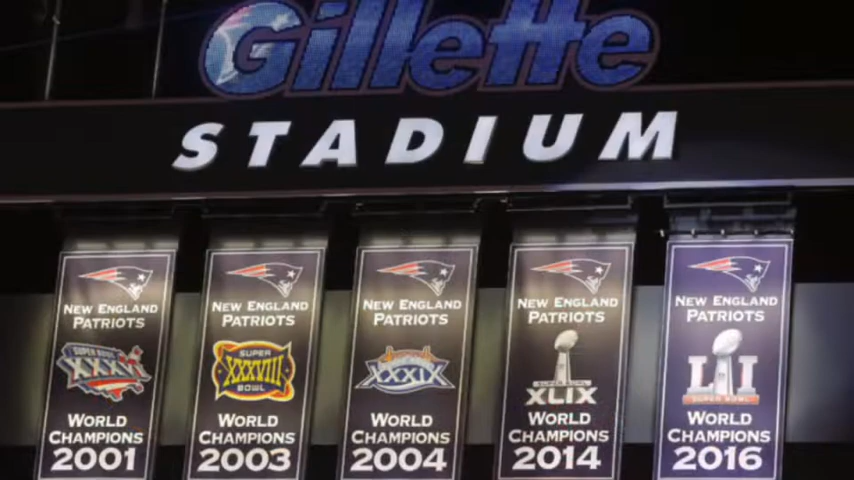 Gillette
STADIUM
NEW ENGLAND
PATRIOTS
SUPER BOWL
XXXVI
WORLD
CHAMPIONS
2001
NEW ENGLAND
PATRIOTS
SUPER
XXXVIII
BOWL
WORLD
CHAMPIONS
2003
NEW ENGLAND
PATRIOTS
XXXIX
WORLD
CHAMPIONS
2004
NEW ENGLAND
PATRIOTS
SUPER BOWL
XLIX
WORLD
CHAMPIONS
2014
NEW ENGLAND
PATRIOTS
LI
SUPER BOWL
WORLD
CHAMPIONS
2016